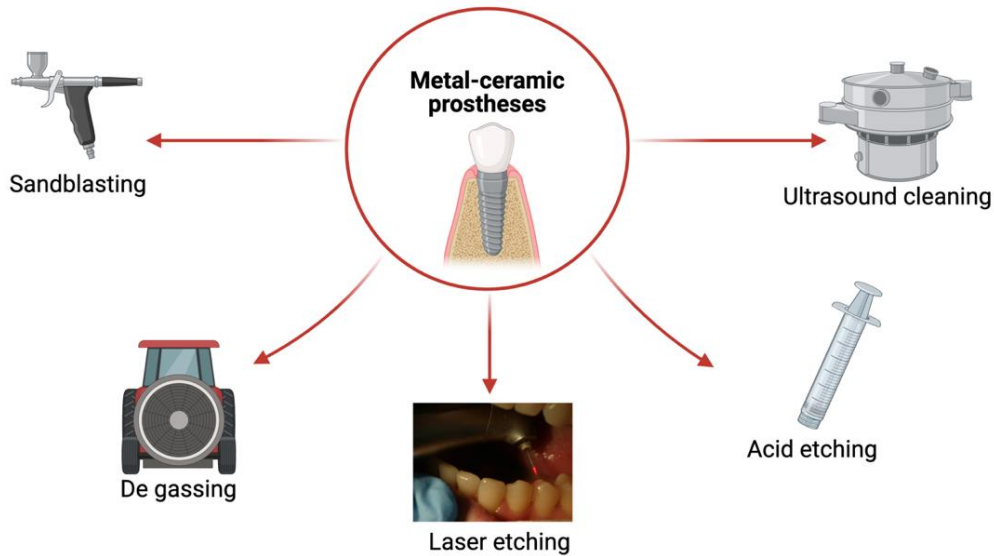 Metal-ceramic
prostheses
Sandblasting
Ultrasound cleaning
De gassing
Acid etching
Laser etching